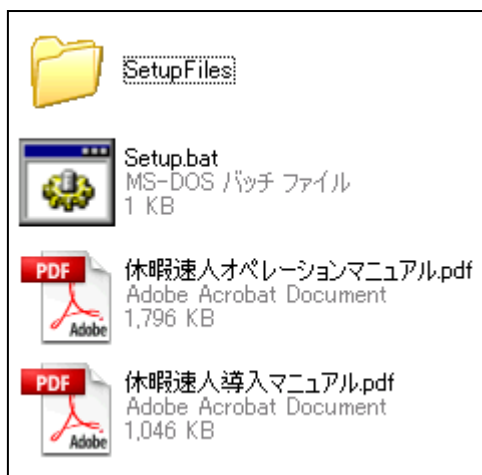 SetupFiles
Setup.bat
MS-DOS バッチ ファイル
1 KB
PDF
Adobe
休暇速人オペレーションマニュアル.pdf
Adobe Acrobat Document
1,796 KB
PDF
Adobe
休暇速人導入マニュアル.pdf
Adobe Acrobat Document
1,046 KB